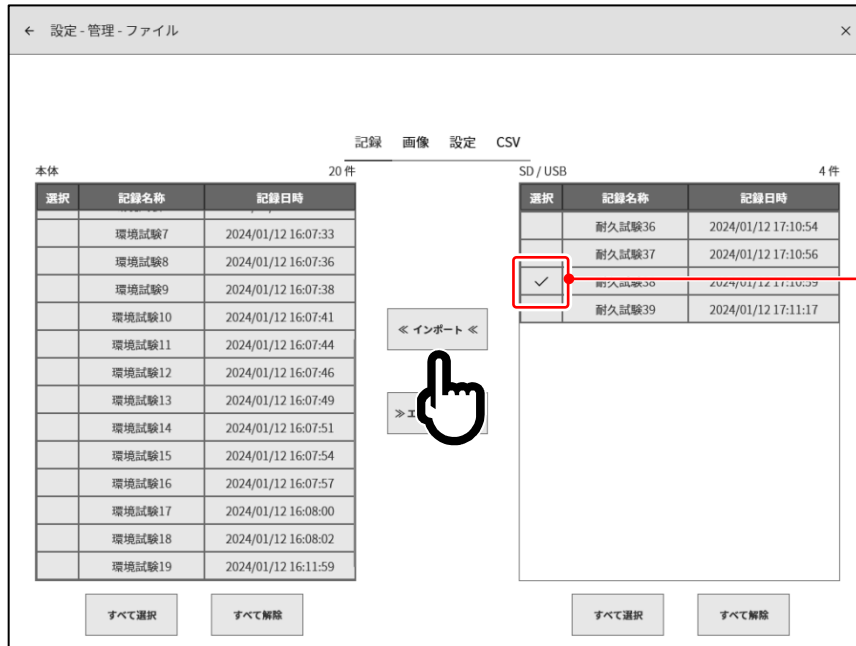 ← 設定 - 管理 - ファイル ×
記録 画像 設定 CSV
本体 20 件
選択 記録名称 記録日時
環境試験7 2024/01/12 16:07:33
環境試験8 2024/01/12 16:07:36
環境試験9 2024/01/12 16:07:38
環境試験10 2024/01/12 16:07:41
環境試験11 2024/01/12 16:07:44
環境試験12 2024/01/12 16:07:46
環境試験13 2024/01/12 16:07:49
環境試験14 2024/01/12 16:07:51
環境試験15 2024/01/12 16:07:54
環境試験16 2024/01/12 16:07:57
環境試験17 2024/01/12 16:08:00
環境試験18 2024/01/12 16:08:02
環境試験19 2024/01/12 16:11:59
すべて選択 すべて解除
≪ インポート ≪
≫
SD / USB 4 件
選択 記録名称 記録日時
耐久試験36 2024/01/12 17:10:54
耐久試験37 2024/01/12 17:10:56
✓ 耐久試験38 2024/01/12 17:10:59
耐久試験39 2024/01/12 17:11:17
すべて選択 すべて解除